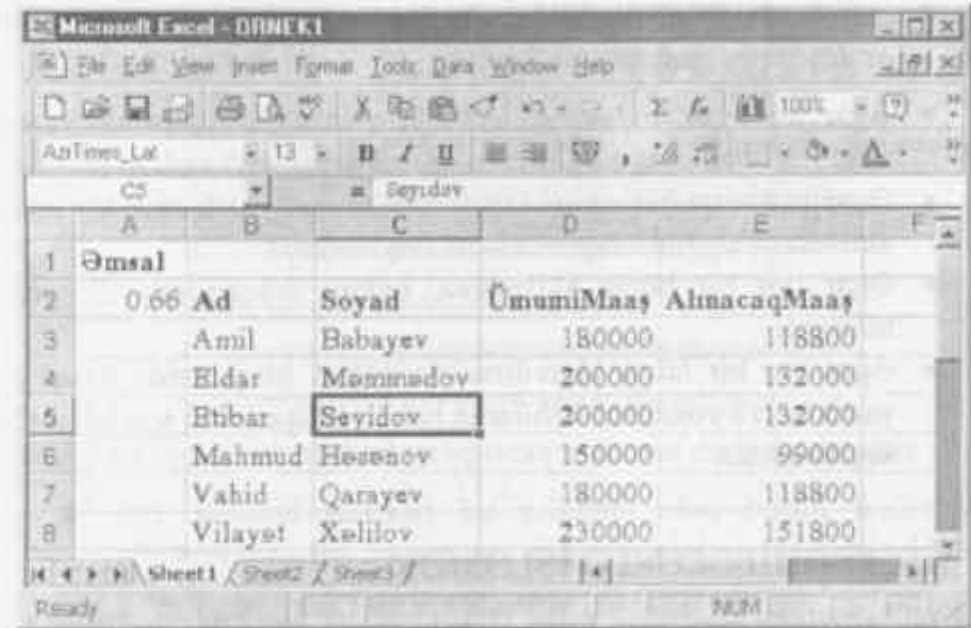 Microsoft Excel - ORNEK1
File Edit View Insert Format Tools Data Window Help
100%
AzTimes_Lat 13 B I U
C5 = Seyidov
A B C D E F
1 Əmsal
2 0.66 Ad Soyad ÜmumiMaaş AlınacaqMaaş
3 Amil Babayev 180000 118800
4 Eldar Məmmədov 200000 132000
5 Etibar Seyidov 200000 132000
6 Mahmud Həsənov 150000 99000
7 Vahid Qarayev 180000 118800
8 Vilayət Xəlilov 230000 151800
Sheet1 Sheet2 Sheet3
Ready NUM